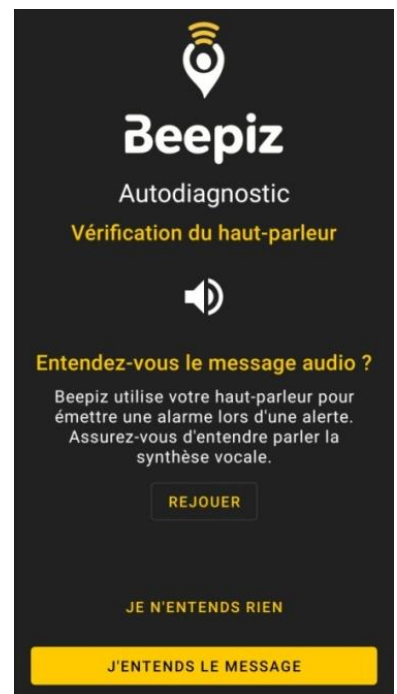 Beepiz
Autodiagnostic
Vérification du haut-parleur
Entendez-vous le message audio ?
Beepiz utilise votre haut-parleur pour
émettre une alarme lors d'une alerte.
Assurez-vous d'entendre parler la
synthèse vocale.
REJOUER
JE N'ENTENDS RIEN
J'ENTENDS LE MESSAGE